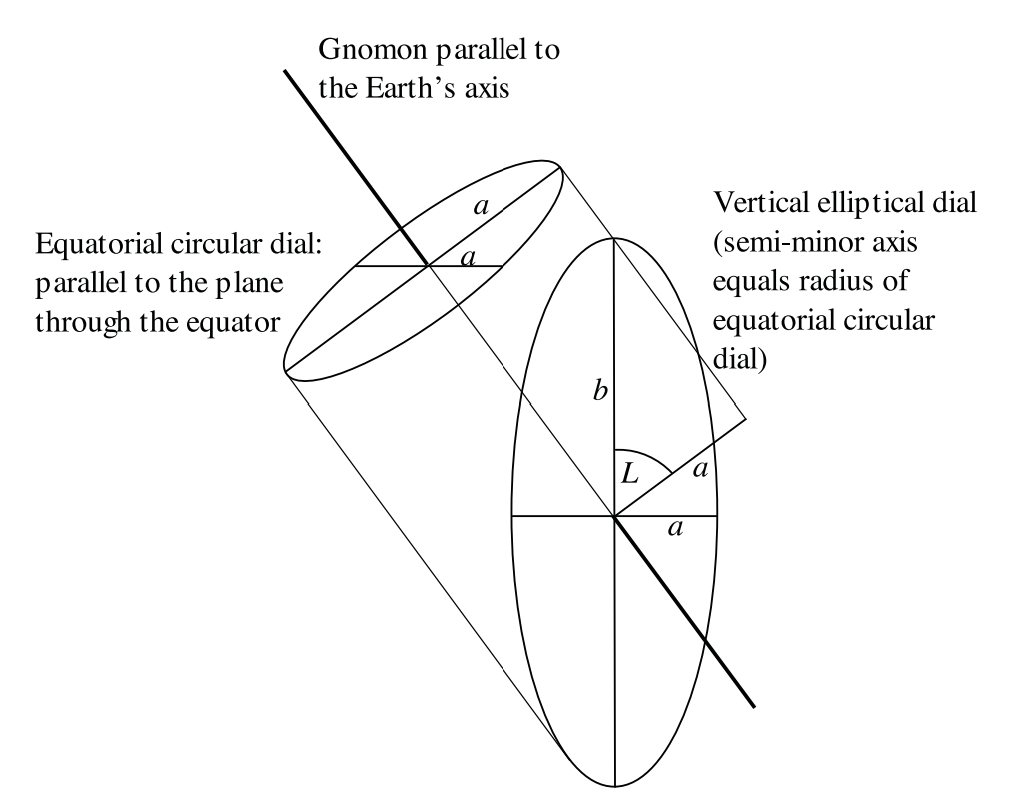 Gnomon parallel to
the Earth's axis
a
Vertical elliptical dial
(semi-minor axis
equals radius of
equatorial circular
dial)
Equatorial circular dial:
parallel to the plane
through the equator
a
b
L
a
a